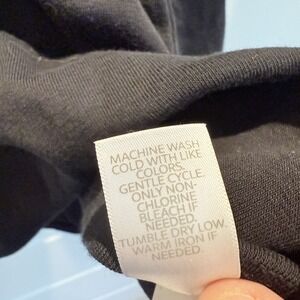 MACHINE WASH
COLD WITH LIKE
COLORS.
GENTLE CYCLE.
ONLY NON-
CHLORINE
BLEACH IF
NEEDED.
TUMBLE DRY LOW.
WARM IRON IF
NEEDED.